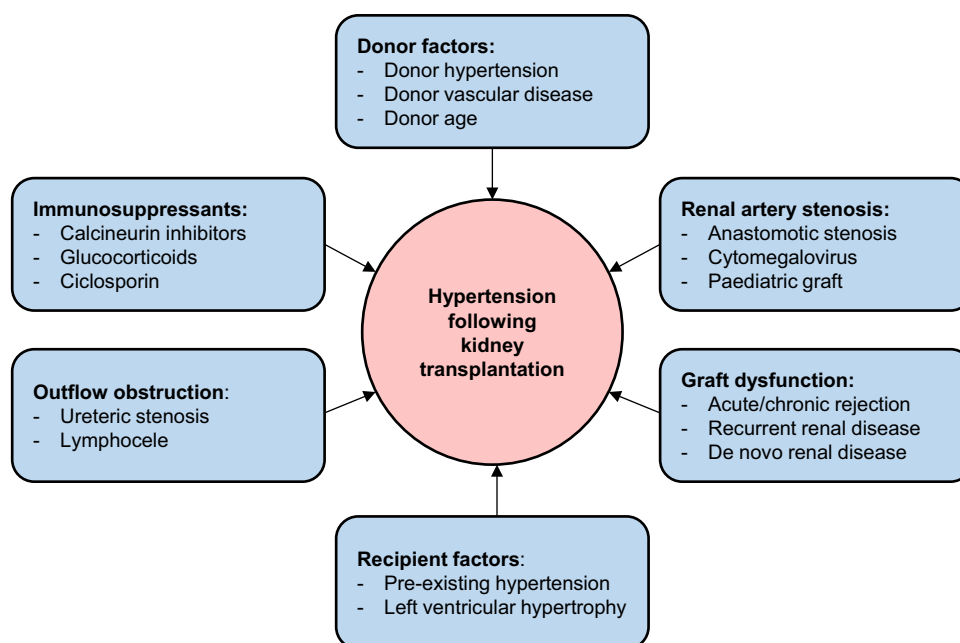 Donor factors:
- Donor hypertension
- Donor vascular disease
- Donor age
Immunosuppressants:
- Calcineurin inhibitors
- Glucocorticoids
- Ciclosporin
Renal artery stenosis:
- Anastomotic stenosis
- Cytomegalovirus
- Paediatric graft
Hypertension
following
kidney
transplantation
Outflow obstruction:
- Ureteric stenosis
- Lymphocele
Graft dysfunction:
- Acute/chronic rejection
- Recurrent renal disease
- De novo renal disease
Recipient factors:
- Pre-existing hypertension
- Left ventricular hypertrophy